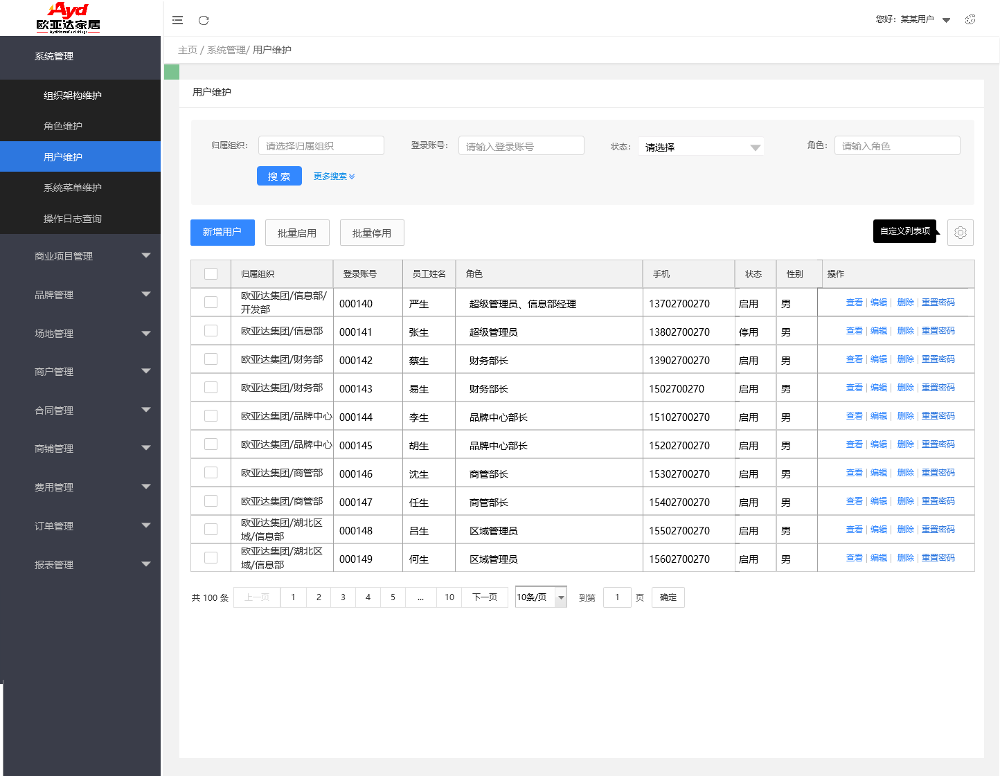 Ayd
欧亚达家居
您好：某某用户
主页 / 系统管理/ 用户维护
系统管理
组织架构维护
角色维护
用户维护
系统菜单维护
操作日志查询
商业项目管理
品牌管理
场地管理
商户管理
合同管理
商铺管理
费用管理
订单管理
报表管理
用户维护
归属组织： 请选择归属组织 登录账号： 请输入登录账号 状态： 请选择 角色： 请输入角色
搜 索 更多搜索
新增用户 批量启用 批量停用 自定义列表项
归属组织 登录账号 员工姓名 角色 手机 状态 性别 操作
欧亚达集团/信息部/
开发部 000140 严生 超级管理员、信息部经理 13702700270 启用 男 查看 | 编辑 | 删除 | 重置密码
欧亚达集团/信息部 000141 张生 超级管理员 13802700270 停用 男 查看 | 编辑 | 删除 | 重置密码
欧亚达集团/财务部 000142 蔡生 财务部长 13902700270 启用 男 查看 | 编辑 | 删除 | 重置密码
欧亚达集团/财务部 000143 易生 财务部长 1502700270 启用 男 查看 | 编辑 | 删除 | 重置密码
欧亚达集团/品牌中心 000144 李生 品牌中心部长 15102700270 启用 男 查看 | 编辑 | 删除 | 重置密码
欧亚达集团/品牌中心 000145 胡生 品牌中心部长 15202700270 启用 男 查看 | 编辑 | 删除 | 重置密码
欧亚达集团/商管部 000146 沈生 商管部长 15302700270 启用 男 查看 | 编辑 | 删除 | 重置密码
欧亚达集团/商管部 000147 任生 商管部长 15402700270 启用 男 查看 | 编辑 | 删除 | 重置密码
欧亚达集团/湖北区
域/信息部 000148 吕生 区域管理员 15502700270 启用 男 查看 | 编辑 | 删除 | 重置密码
欧亚达集团/湖北区
域/信息部 000149 何生 区域管理员 15602700270 启用 男 查看 | 编辑 | 删除 | 重置密码
共 100 条 上一页 1 2 3 4 5 ... 10 下一页 10条/页 到第 1 页 确定